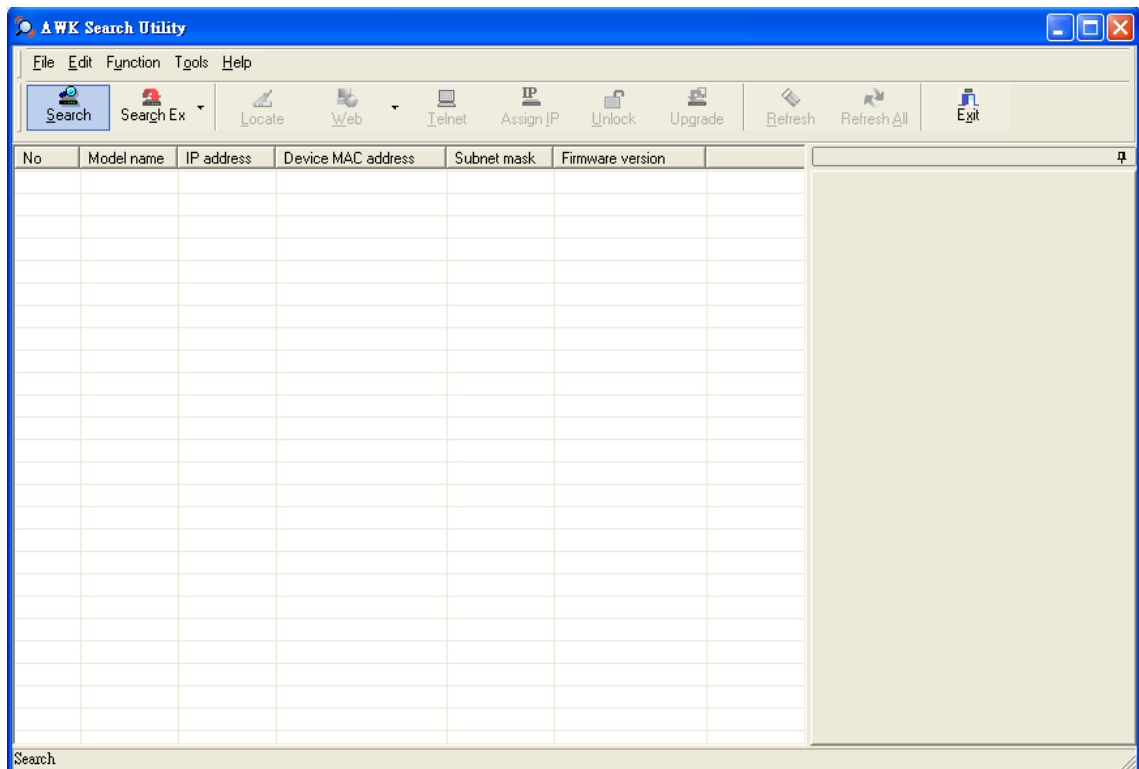 AWK Search Utility
File Edit Function Tools Help
Search Search Ex Locate Web Telnet IP Assign IP Unlock Upgrade Refresh Refresh All Exit
No Model name IP address Device MAC address Subnet mask Firmware version
Search